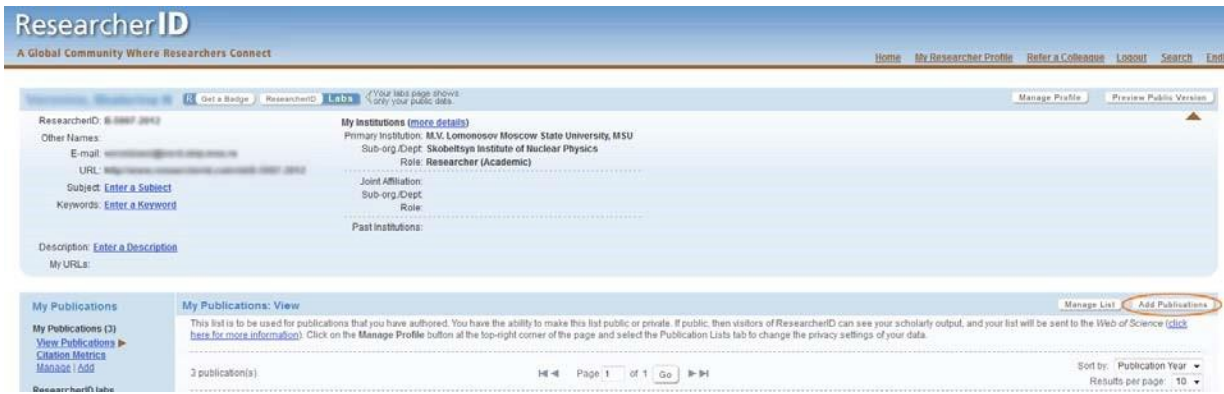 ResearcherID
A Global Community Where Researchers Connect
Home My Researcher Profile Refer a Colleague Logout Search End
R Get a Badge ResearcherID Labs Your labs page shows only your public data. Manage Profile Preview Public Version
ResearcherID:
Other Names:
E-mail:
URL:
Subject: Enter a Subject
Keywords: Enter a Keyword
Description: Enter a Description
My URLs:
My Institutions (more details)
Primary Institution: M.V. Lomonosov Moscow State University, MSU
Sub-org./Dept: Skobeltsyn Institute of Nuclear Physics
Role: Researcher (Academic)
Joint Affiliation:
Sub-org./Dept:
Role:
Past Institutions:
My Publications
My Publications (3)
View Publications
Citation Metrics
Manage | Add
ResearcherID labs
My Publications: View Manage List Add Publications
This list is to be used for publications that you have authored. You have the ability to make this list public or private. If public, then visitors of ResearcherID can see your scholarly output, and your list will be sent to the Web of Science (click
here for more information). Click on the Manage Profile button at the top-right corner of the page and select the Publication Lists tab to change the privacy settings of your data.
3 publication(s) Page 1 of 1 Go Sort by: Publication Year
Results per page: 10